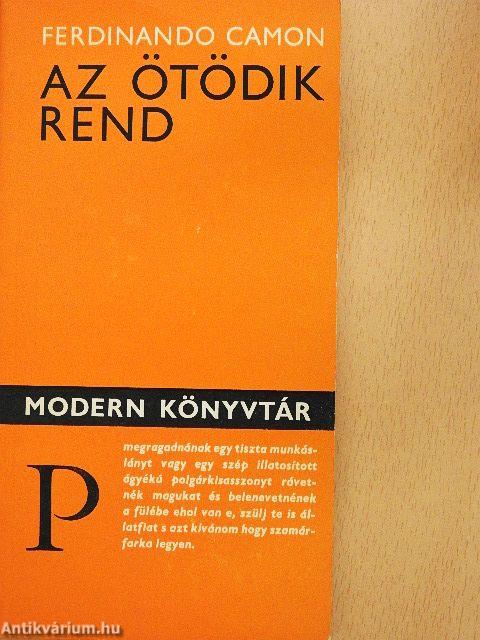 FERDINANDO CAMON
AZ ÖTÖDIK
REND
MODERN KÖNYVTÁR
P
megragadnának egy tiszta munkás-
lányt vagy egy szép illatosított
ágyékú polgárkisasszonyt rávet-
nék magukat és belenevetnének
a fülébe ehol van e, szülj te is ál-
latfiat s azt kívánom hogy szamár-
farka legyen.
Antikvárium.hu